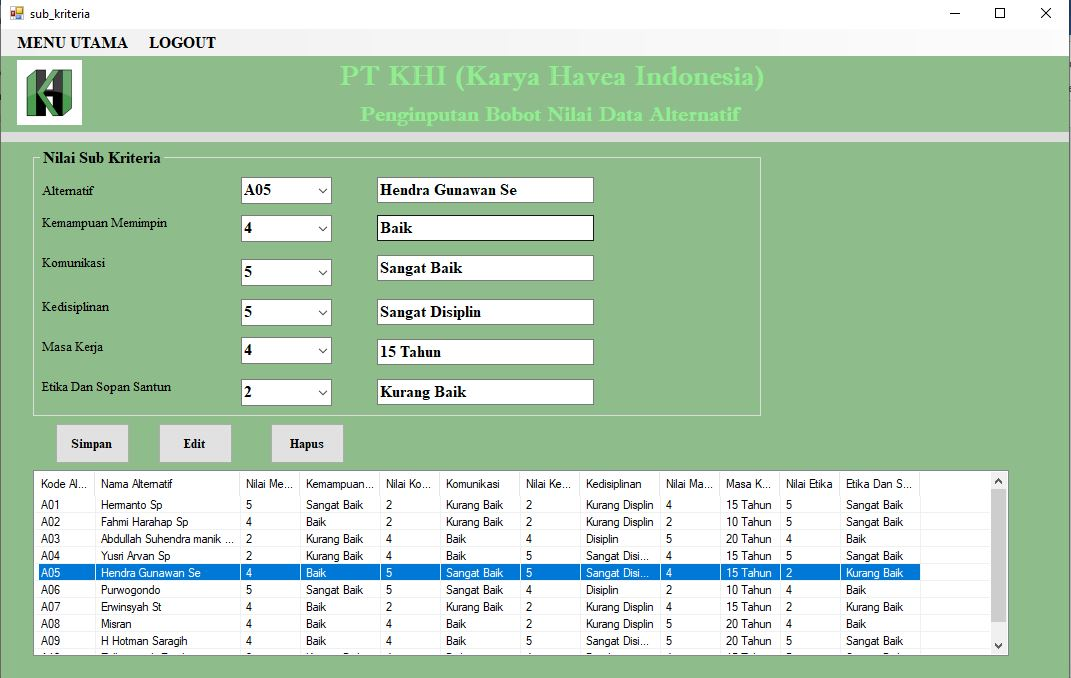 sub_kriteria
MENU UTAMA LOGOUT
PT KHI (Karya Havea Indonesia)
Penginputan Bobot Nilai Data Alternatif
Nilai Sub Kriteria
Alternatif A05 Hendra Gunawan Se
Kemampuan Memimpin 4 Baik
Komunikasi 5 Sangat Baik
Kedisiplinan 5 Sangat Disiplin
Masa Kerja 4 15 Tahun
Etika Dan Sopan Santun 2 Kurang Baik
Simpan Edit Hapus
Kode Al... Nama Alternatif Nilai Me... Kemampuan... Nilai Ko... Komunikasi Nilai Ke... Kedisiplinan Nilai Ma... Masa K... Nilai Etika Etika Dan S...
A01 Hermanto Sp 5 Sangat Baik 2 Kurang Baik 2 Kurang Displin 4 15 Tahun 5 Sangat Baik
A02 Fahmi Harahap Sp 4 Baik 2 Kurang Baik 2 Kurang Displin 2 10 Tahun 5 Sangat Baik
A03 Abdullah Suhendra manik ... 2 Kurang Baik 4 Baik 4 Disiplin 5 20 Tahun 4 Baik
A04 Yusri Arvan Sp 2 Kurang Baik 4 Baik 5 Sangat Disi... 4 15 Tahun 5 Sangat Baik
A05 Hendra Gunawan Se 4 Baik 5 Sangat Baik 5 Sangat Disi... 4 15 Tahun 2 Kurang Baik
A06 Purwogondo 5 Sangat Baik 5 Sangat Baik 4 Disiplin 2 10 Tahun 4 Baik
A07 Erwinsyah St 4 Baik 2 Kurang Baik 2 Kurang Displin 4 15 Tahun 2 Kurang Baik
A08 Misran 4 Baik 4 Baik 2 Kurang Displin 5 20 Tahun 4 Baik
A09 H Hotman Saragih 4 Baik 4 Baik 5 Sangat Disi... 5 20 Tahun 5 Sangat Baik